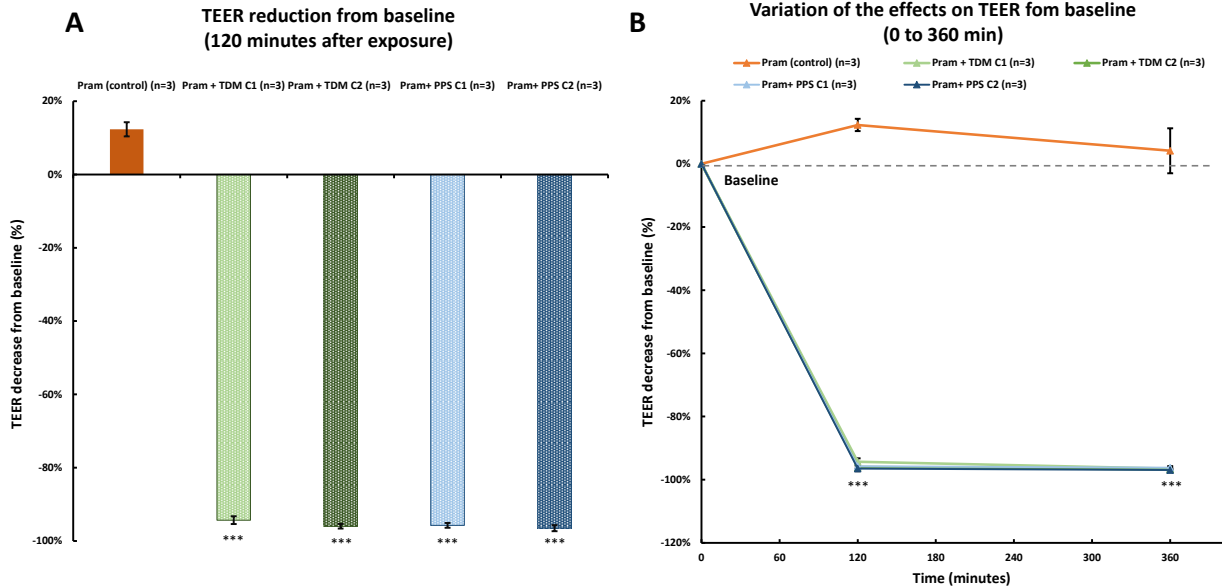 A
TEER reduction from baseline
(120 minutes after exposure)
Pram (control) (n=3) Pram + TDM C1 (n=3) Pram + TDM C2 (n=3) Pram+ PPS C1 (n=3) Pram+ PPS C2 (n=3)
TEER decrease from baseline (%)
20%
0%
-20%
-40%
-60%
-80%
-100%
*** *** *** ***
B
Variation of the effects on TEER fom baseline
(0 to 360 min)
Pram (control) (n=3) Pram + TDM C1 (n=3) Pram + TDM C2 (n=3)
Pram+ PPS C1 (n=3) Pram+ PPS C2 (n=3)
TEER decrease from baseline (%)
20%
0%
-20%
-40%
-60%
-80%
-100%
-120%
Baseline
*** ***
0 60 120 180 240 300 360
Time (minutes)